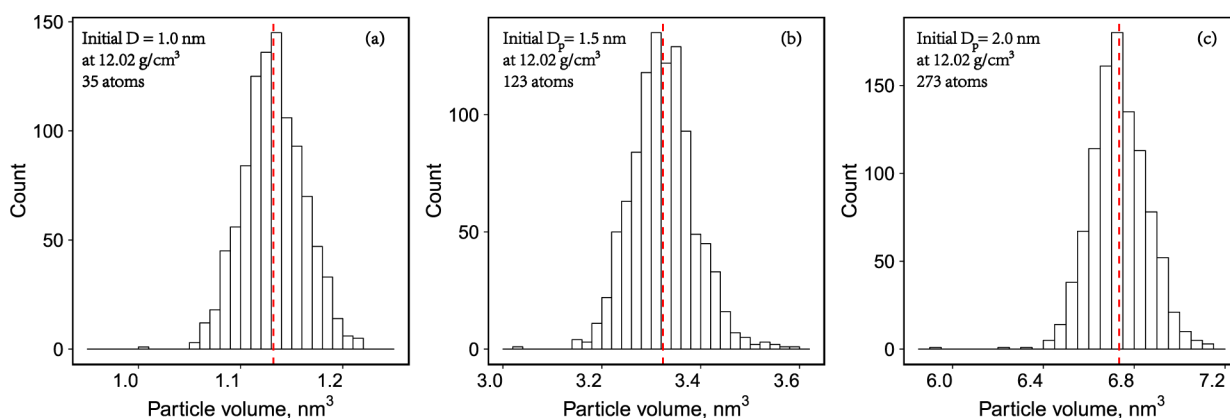 Initial D = 1.0 nm
at 12.02 g/cm³
35 atoms
(a)
150
100
50
0
Count
1.0 1.1 1.2
Particle volume, nm³
Initial Dₚ= 1.5 nm
at 12.02 g/cm³
123 atoms
(b)
100
50
0
Count
3.0 3.2 3.4 3.6
Particle volume, nm³
Initial Dₚ= 2.0 nm
at 12.02 g/cm³
273 atoms
(c)
150
100
50
0
Count
6.0 6.4 6.8 7.2
Particle volume, nm³